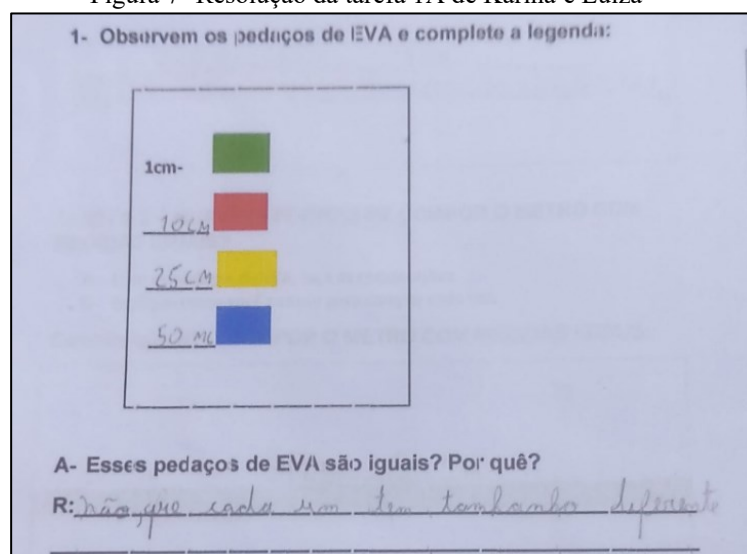 Figura 7- Resolução da tarefa 1A de Karina e Luiza
1- Observem os pedaços de EVA e complete a legenda:
1cm-
10CM
25CM
50 MC
A- Esses pedaços de EVA são iguais? Por quê?
R: não, que cada um tem tamanho diferente